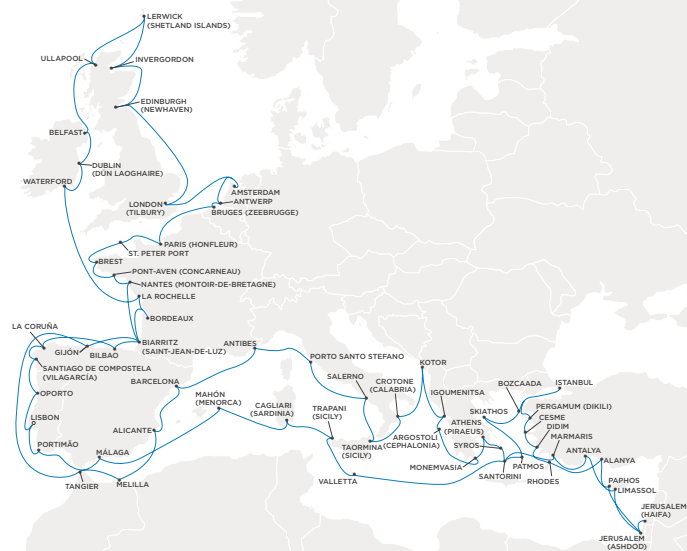 LERWICK
(SHETLAND ISLANDS)
ULLAPOOL
INVERGORDON
EDINBURGH
(NEWHAVEN)
BELFAST
DUBLIN
(DÚN LAOGHAIRE)
WATERFORD
LONDON
(TILBURY)
AMSTERDAM
ANTWERP
BRUGES (ZEEBRUGGE)
PARIS (HONFLEUR)
ST. PETER PORT
BREST
PONT-AVEN (CONCARNEAU)
NANTES (MONTOIR-DE-BRETAGNE)
LA ROCHELLE
BORDEAUX
LA CORUÑA
GIJÓN
BILBAO
BIARRITZ
(SAINT-JEAN-DE-LUZ)
ANTIBES
SANTIAGO DE COMPOSTELA
(VILAGARCÍA)
BARCELONA
OPORTO
LISBON
PORTIMÃO
ALICANTE
MÁLAGA
TANGIER
MELILLA
MAHÓN
(MENORCA)
CAGLIARI
(SARDINIA)
TRAPANI
(SICILY)
VALLETTA
PORTO SANTO STEFANO
SALERNO
CROTONE
(CALABRIA)
TAORMINA
(SICILY)
KOTOR
IGOUMENITSA
ARGOSTOLI
(CEPHALONIA)
ATHENS
(PIRAEUS)
SKIATHOS
SYROS
MONEMVASIA
SANTORINI
PATMOS
RHODES
BOZCAADA
ISTANBUL
PERGAMUM (DIKILI)
CESME
DIDIM
MARMARIS
ANTALYA
ALANYA
PAPHOS
LIMASSOL
JERUSALEM
(HAIFA)
JERUSALEM
(ASHDOD)